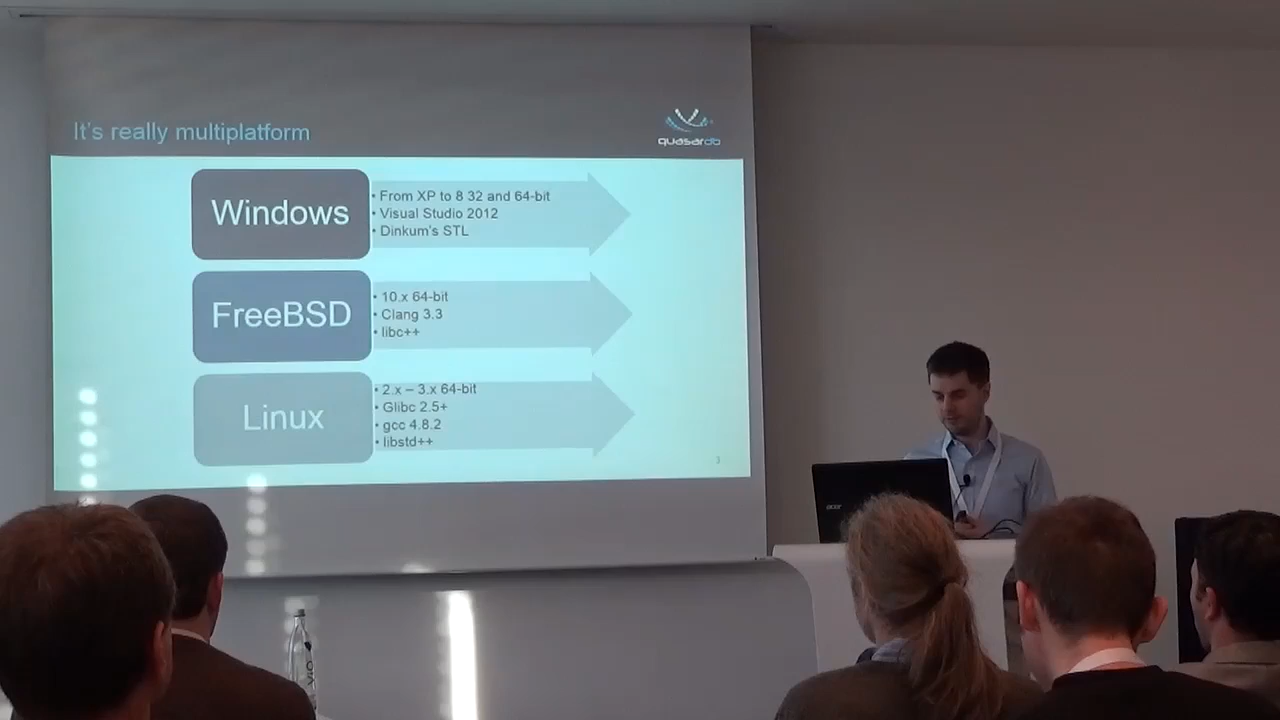 It's really multiplatform
quasardb
Windows
• From XP to 8 32 and 64-bit
• Visual Studio 2012
• Dinkum's STL
FreeBSD
• 10.x 64-bit
• Clang 3.3
• libc++
Linux
• 2.x – 3.x 64-bit
• Glibc 2.5+
• gcc 4.8.2
• libstd++
3
acer